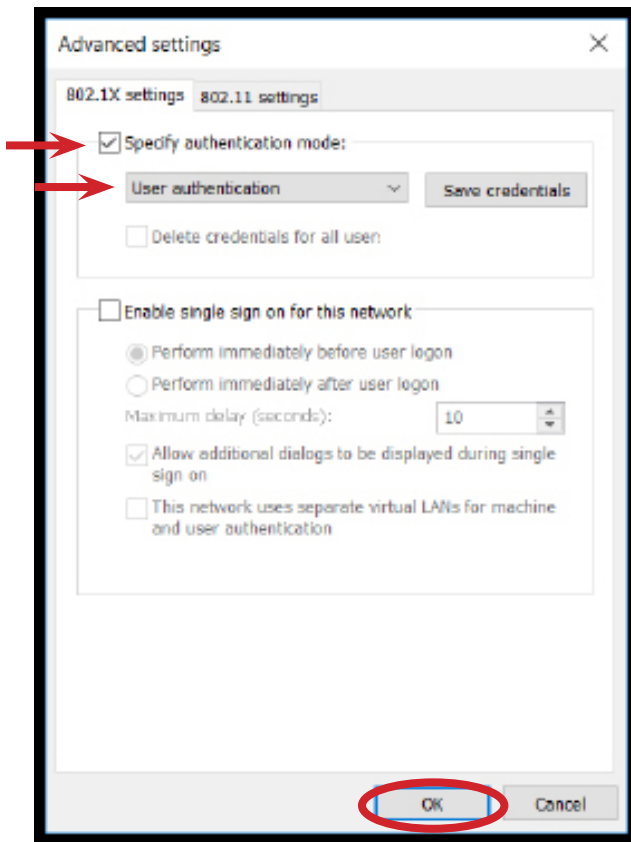 Advanced settings
802.1X settings 802.11 settings
Specify authentication mode:
User authentication Save credentials
Delete credentials for all users
Enable single sign on for this network
Perform immediately before user logon
Perform immediately after user logon
Maximum delay (seconds): 10
Allow additional dialogs to be displayed during single
sign on
This network uses separate virtual LANs for machine
and user authentication
OK Cancel